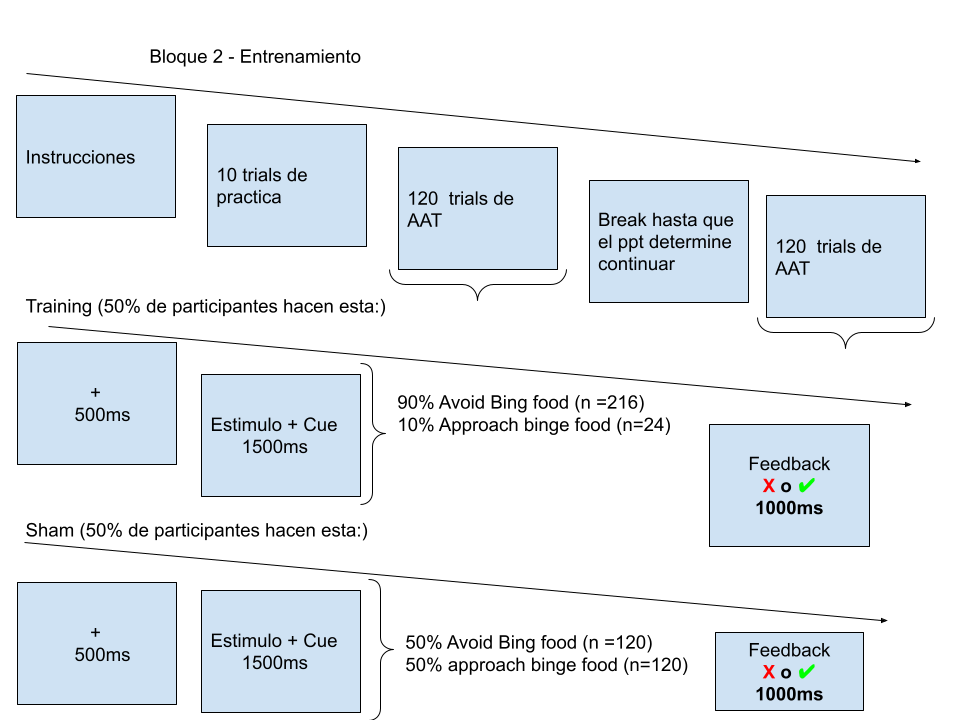 Bloque 2 - Entrenamiento
Instrucciones
10 trials de
practica
120  trials de
AAT
Break hasta que
el ppt determine
continuar
120  trials de
AAT
Training (50% de participantes hacen esta:)
+
500ms
Estimulo + Cue
1500ms
90% Avoid Bing food (n =216)
10% Approach binge food (n=24)
Feedback
X o ✔
1000ms
Sham (50% de participantes hacen esta:)
+
500ms
Estimulo + Cue
1500ms
50% Avoid Bing food (n =120)
50% approach binge food (n=120)
Feedback
X o ✔
1000ms